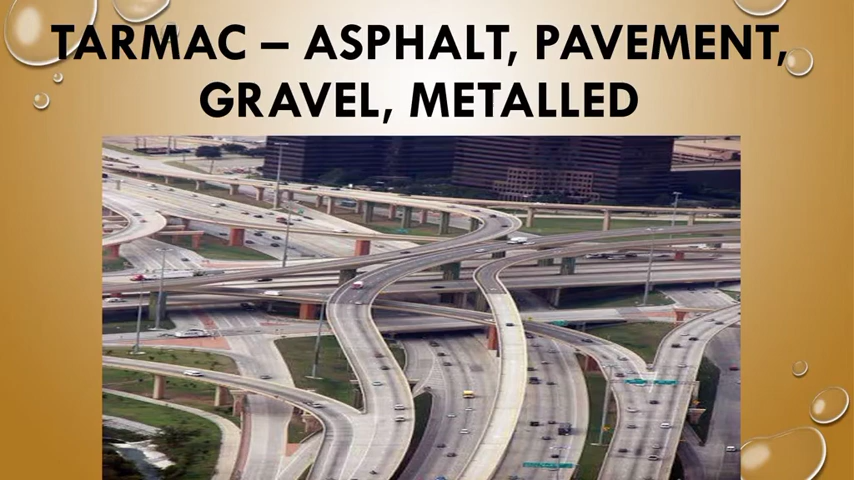 TARMAC – ASPHALT, PAVEMENT,
GRAVEL, METALLED